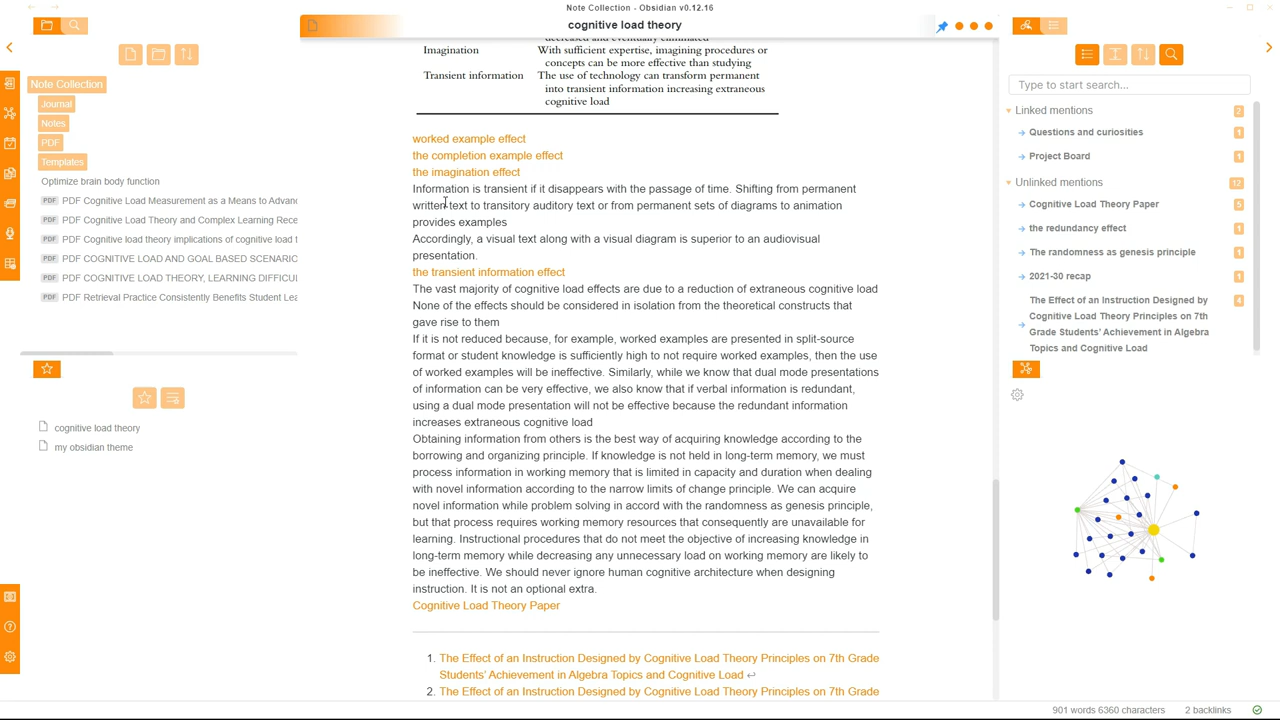 Note Collection - Obsidian v0.12.16
cognitive load theory
Note Collection
Journal
Notes
PDF
Templates
Optimize brain body function
PDF PDF Cognitive Load Measurement as a Means to Advan
PDF PDF Cognitive Load Theory and Complex Learning Rece
PDF PDF Cognitive load theory implications of cognitive load t
PDF PDF COGNITIVE LOAD AND GOAL BASED SCENARIO
PDF PDF COGNITIVE LOAD THEORY, LEARNING DIFFICUL
PDF PDF Retrieval Practice Consistently Benefits Student Lea
cognitive load theory
my obsidian theme
decreased and eventually eliminated
Imagination With sufficient expertise, imagining procedures or
concepts can be more effective than studying
Transient information The use of technology can transform permanent
into transient information increasing extraneous
cognitive load
worked example effect
the completion example effect
the imagination effect
Information is transient if it disappears with the passage of time. Shifting from permanent
written text to transitory auditory text or from permanent sets of diagrams to animation
provides examples
Accordingly, a visual text along with a visual diagram is superior to an audiovisual
presentation.
the transient information effect
The vast majority of cognitive load effects are due to a reduction of extraneous cognitive load
None of the effects should be considered in isolation from the theoretical constructs that
gave rise to them
If it is not reduced because, for example, worked examples are presented in split-source
format or student knowledge is sufficiently high to not require worked examples, then the use
of worked examples will be ineffective. Similarly, while we know that dual mode presentations
of information can be very effective, we also know that if verbal information is redundant,
using a dual mode presentation will not be effective because the redundant information
increases extraneous cognitive load
Obtaining information from others is the best way of acquiring knowledge according to the
borrowing and organizing principle. If knowledge is not held in long-term memory, we must
process information in working memory that is limited in capacity and duration when dealing
with novel information according to the narrow limits of change principle. We can acquire
novel information while problem solving in accord with the randomness as genesis principle,
but that process requires working memory resources that consequently are unavailable for
learning. Instructional procedures that do not meet the objective of increasing knowledge in
long-term memory while decreasing any unnecessary load on working memory are likely to
be ineffective. We should never ignore human cognitive architecture when designing
instruction. It is not an optional extra.
Cognitive Load Theory Paper
1. The Effect of an Instruction Designed by Cognitive Load Theory Principles on 7th Grade
Students' Achievement in Algebra Topics and Cognitive Load ↩
2. The Effect of an Instruction Designed by Cognitive Load Theory Principles on 7th Grade
Type to start search...
Linked mentions 2
Questions and curiosities 1
Project Board 1
Unlinked mentions 12
Cognitive Load Theory Paper 5
the redundancy effect 1
The randomness as genesis principle 1
2021-30 recap 1
The Effect of an Instruction Designed by 4
Cognitive Load Theory Principles on 7th
Grade Students' Achievement in Algebra
Topics and Cognitive Load
901 words 6360 characters 2 backlinks